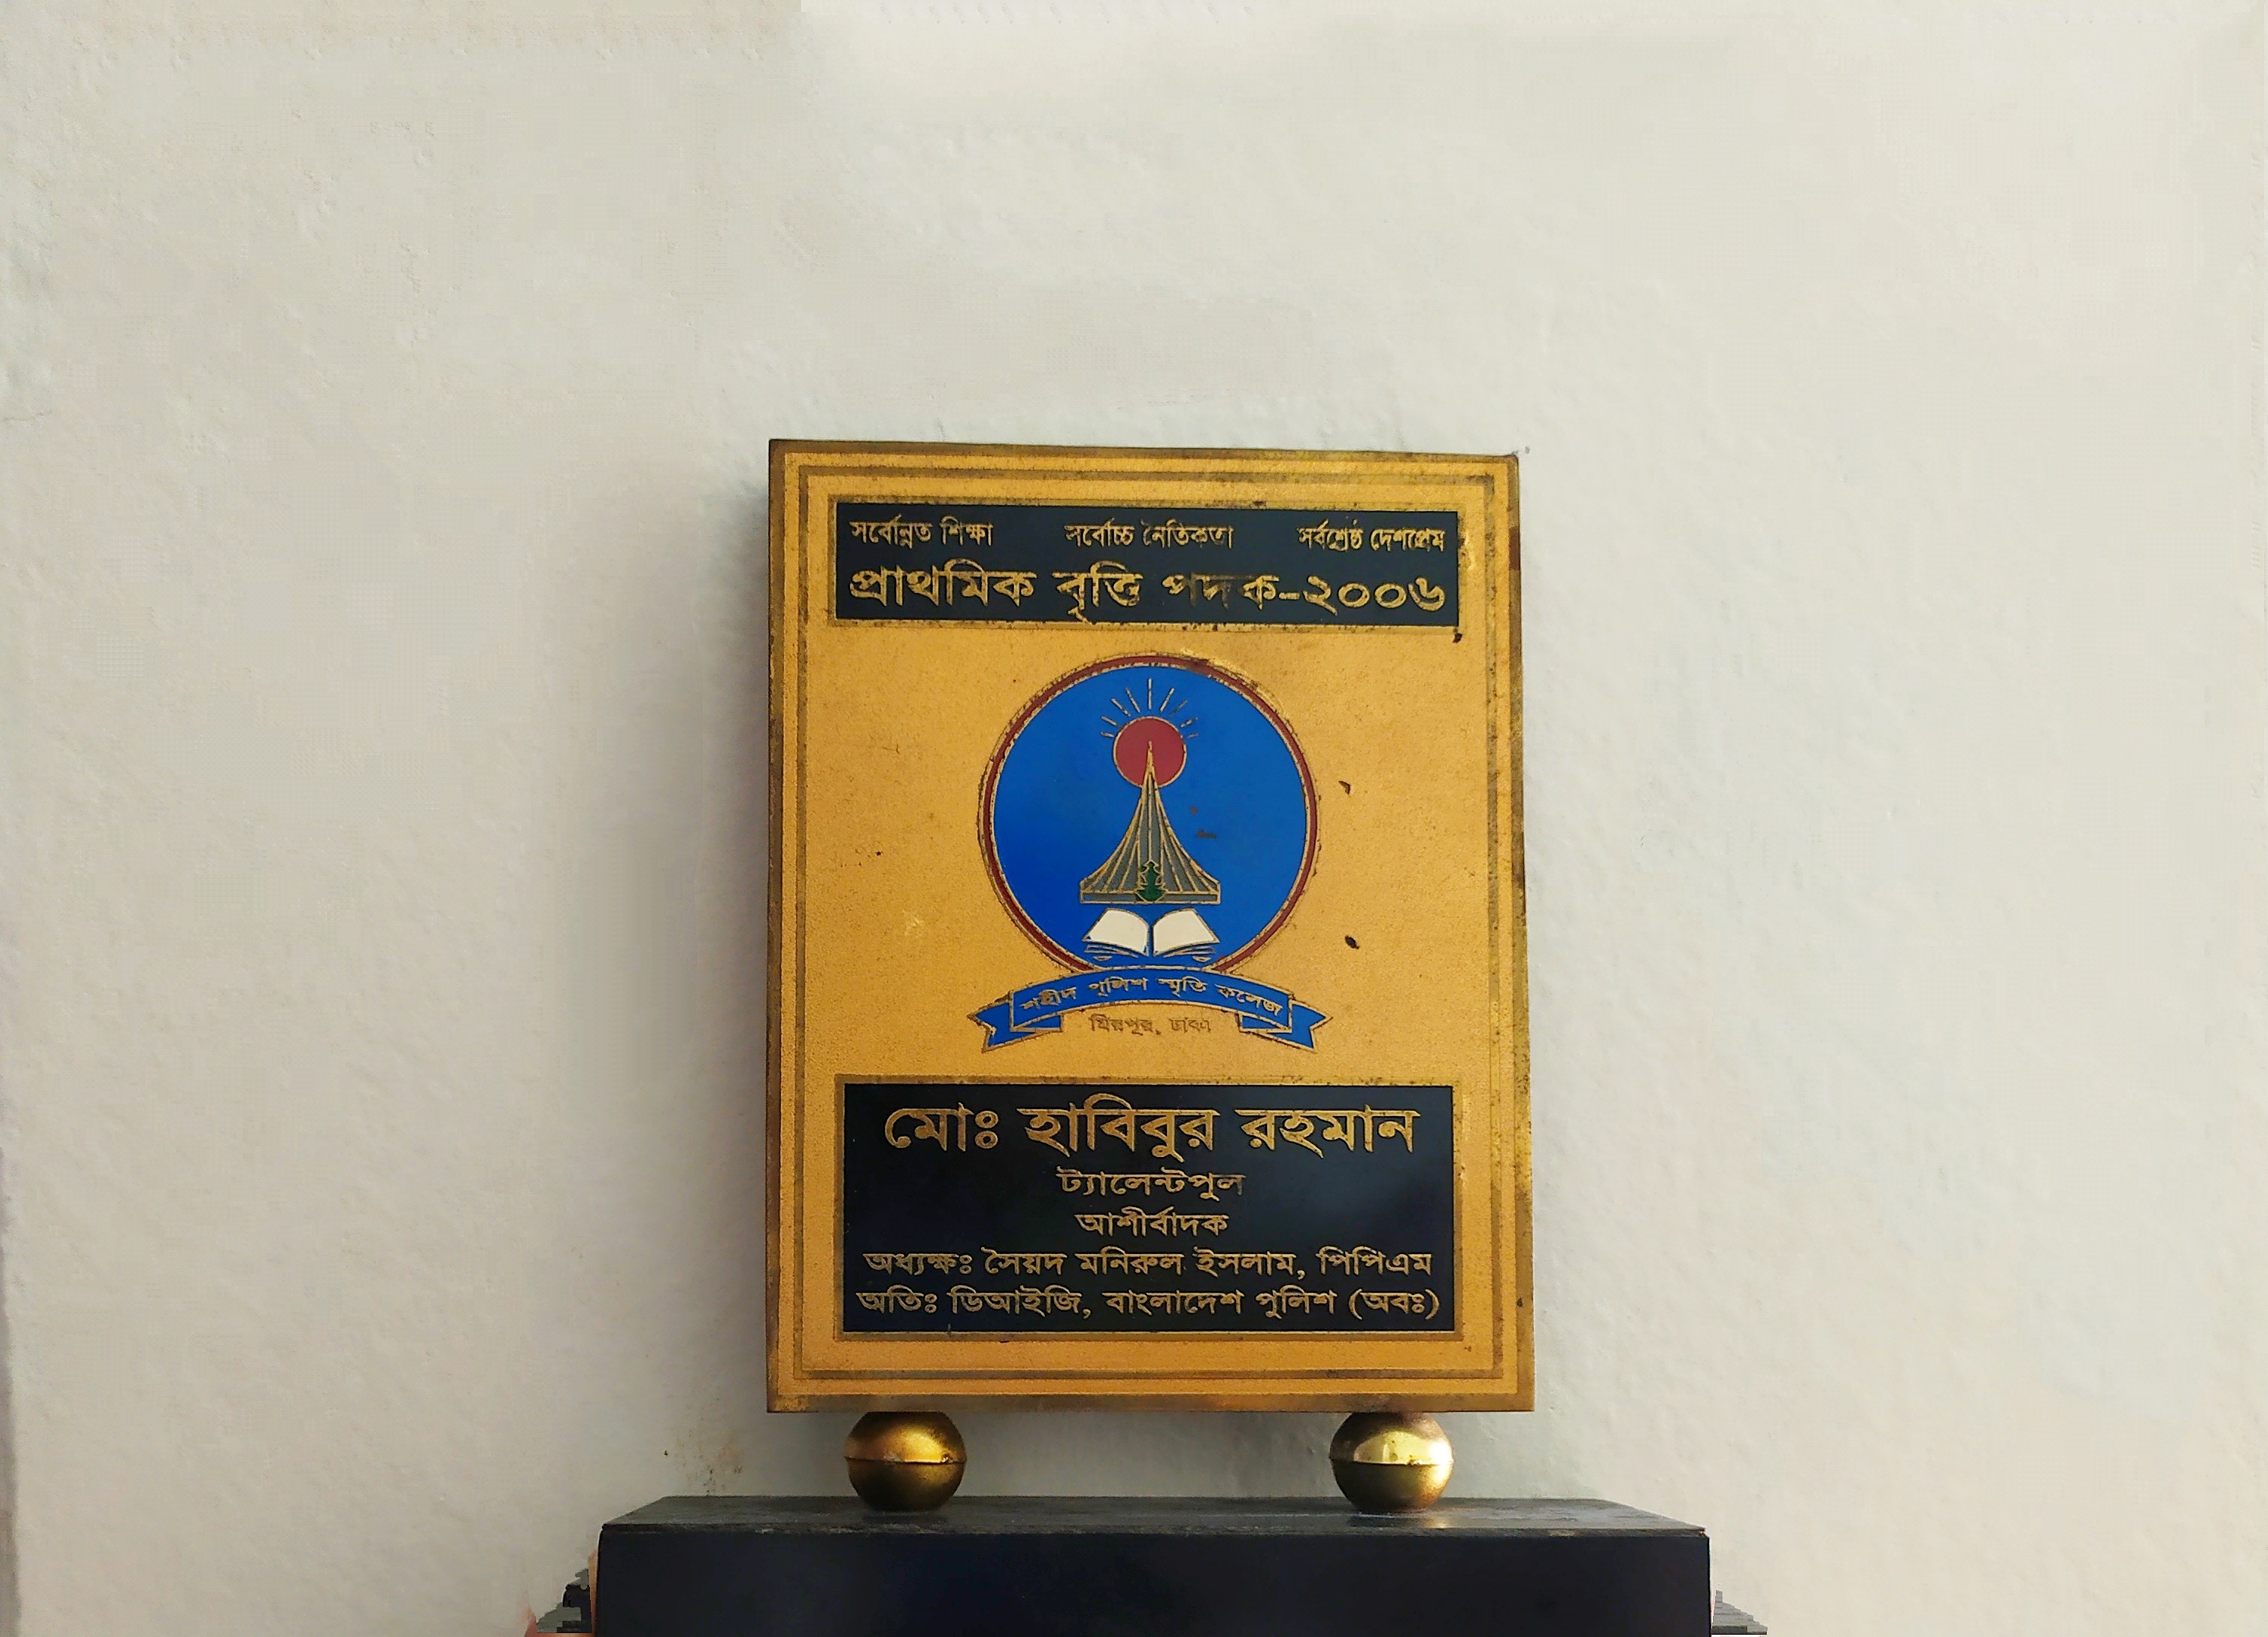 সর্বোন্নত শিক্ষা সর্বোচ্চ নৈতিকতা সর্বশ্রেষ্ঠ দেশপ্রেম
প্রাথমিক বৃত্তি পদক-২০০৬
শহীদ পুলিশ স্মৃতি কলেজ
মিরপুর, ঢাকা
মোঃ হাবিবুর রহমান
ট্যালেন্টপুল
আশীর্বাদক
অধ্যক্ষঃ সৈয়দ মনিরুল ইসলাম, পিপিএম
অতিঃ ডিআইজি, বাংলাদেশ পুলিশ (অবঃ)